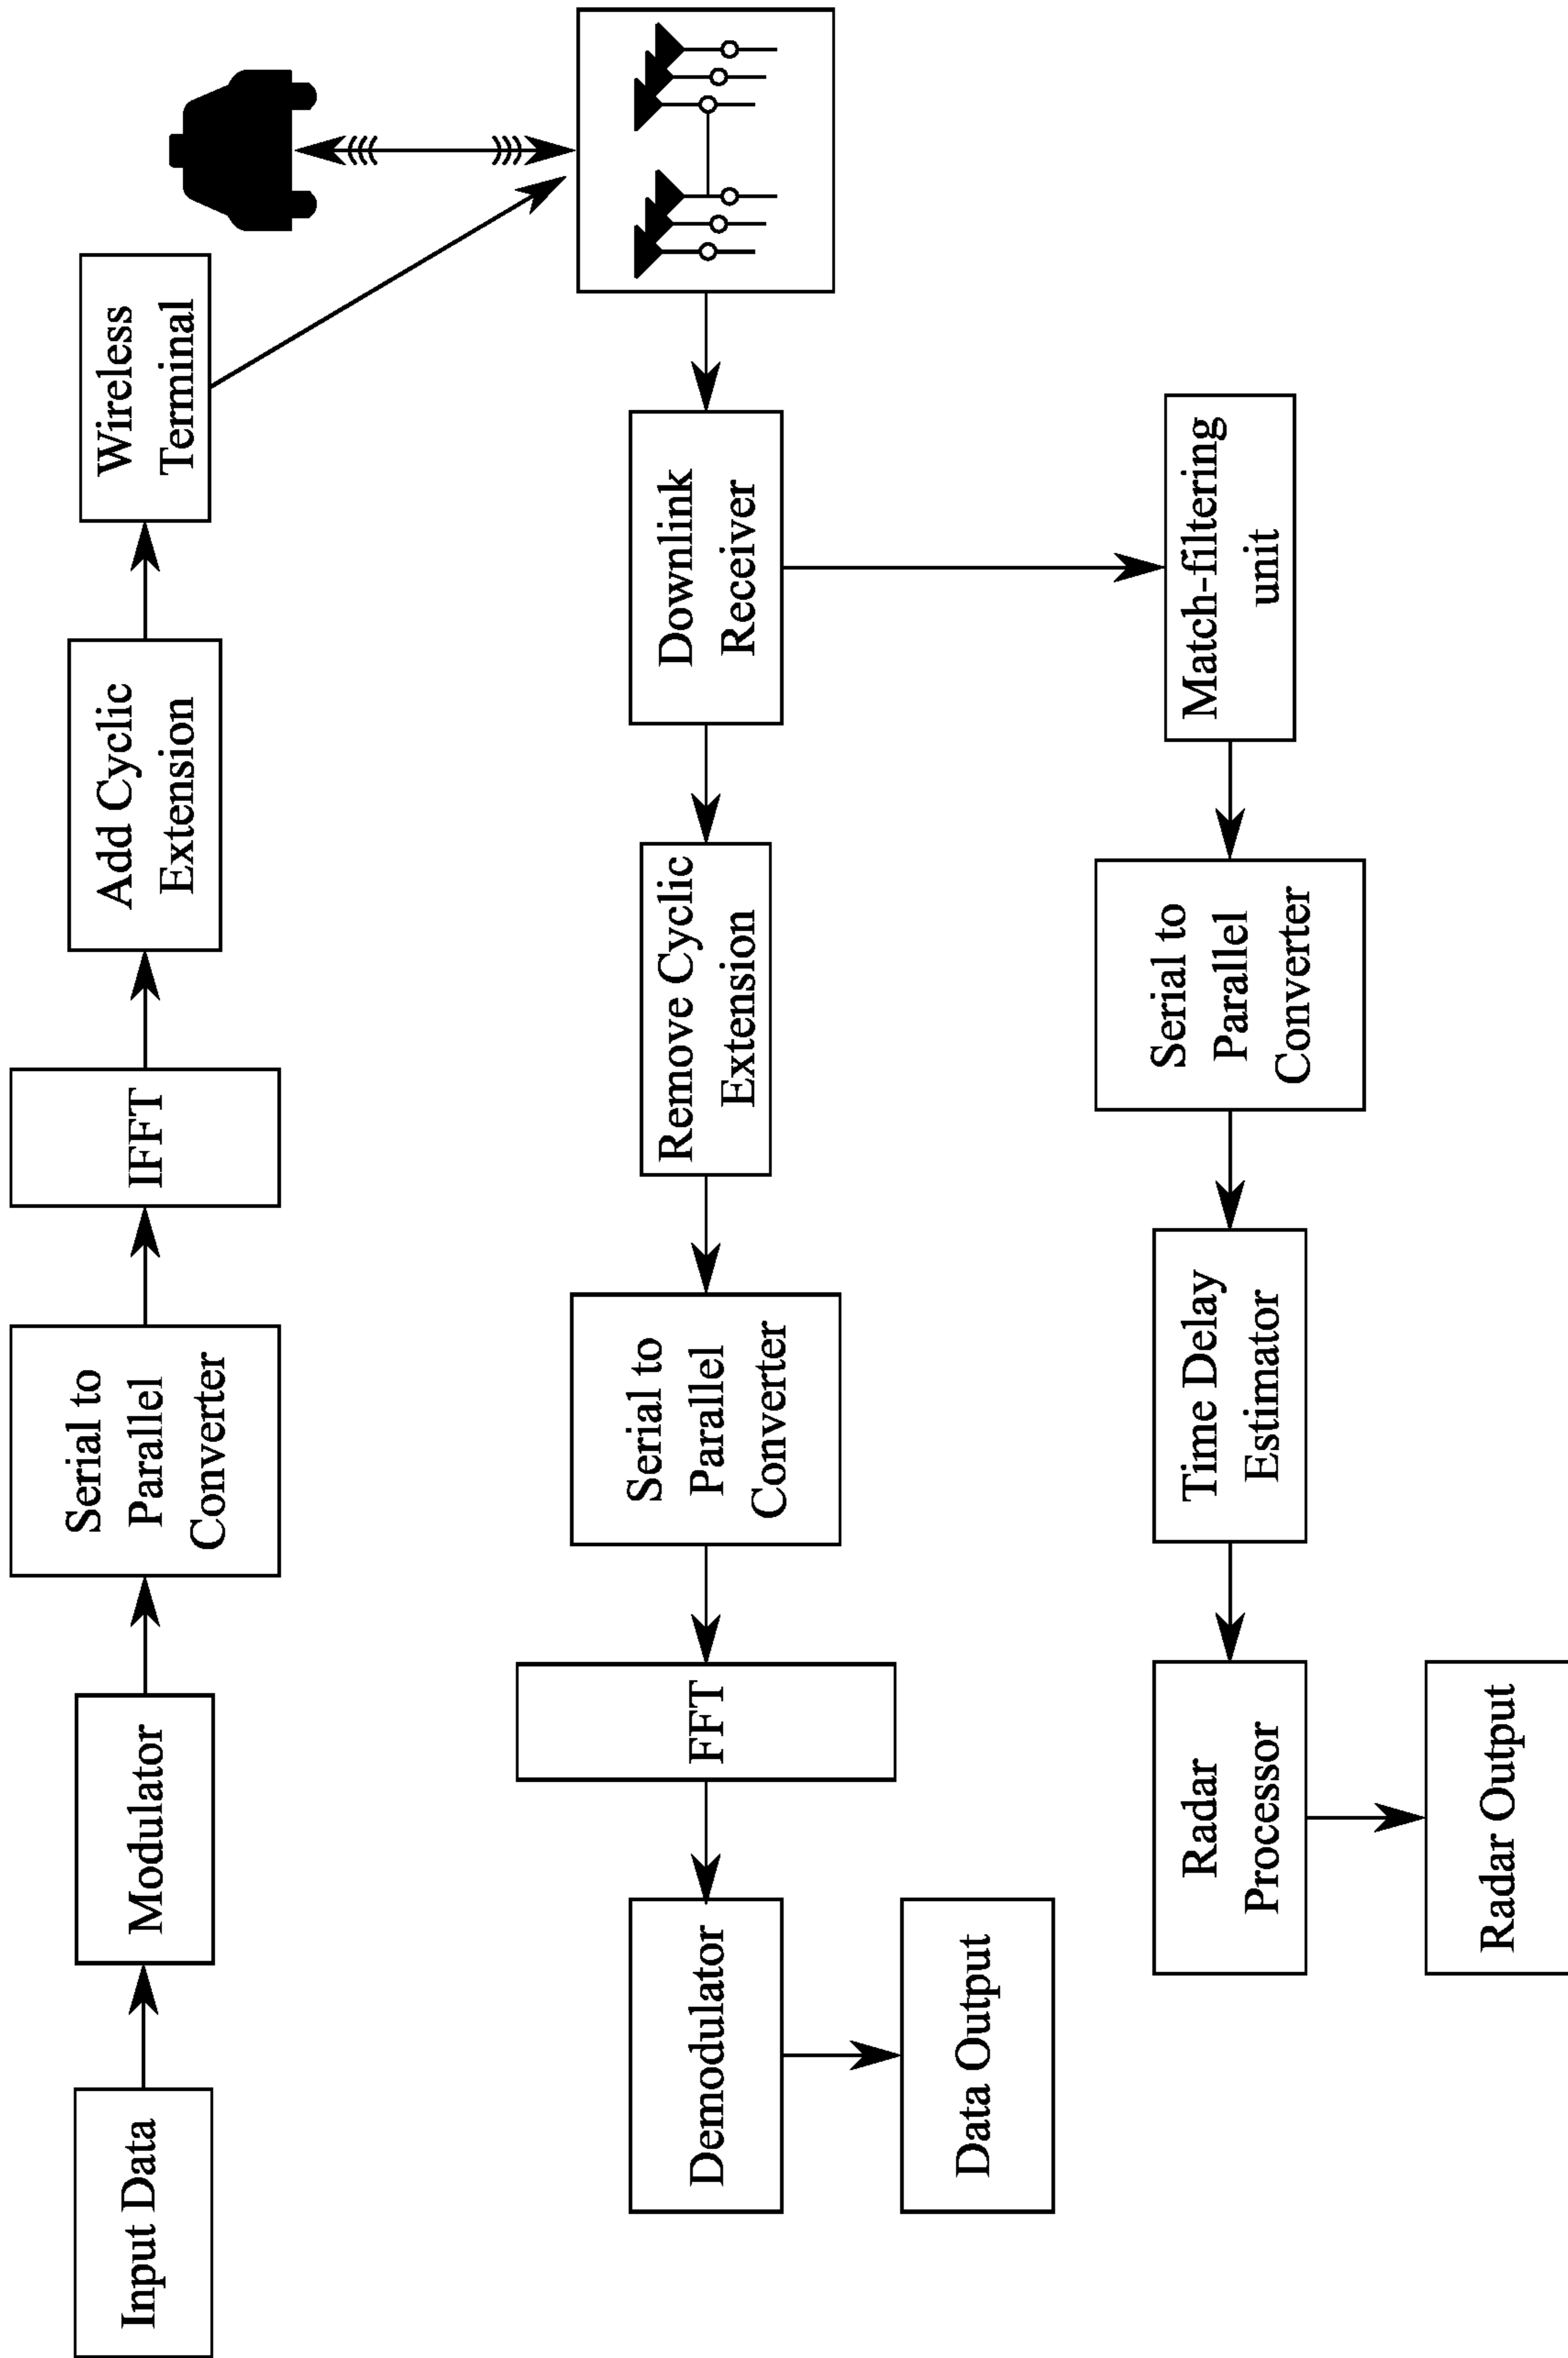 Input Data
Modulator
Serial to
Parallel
Converter
IFFT
Add Cyclic
Extension
Wireless
Terminal
Downlink
Receiver
Remove Cyclic
Extension
Serial to
Parallel
Converter
FFT
Demodulator
Data Output
Match-filtering
unit
Serial to
Parallel
Converter
Time Delay
Estimator
Radar
Processor
Radar Output